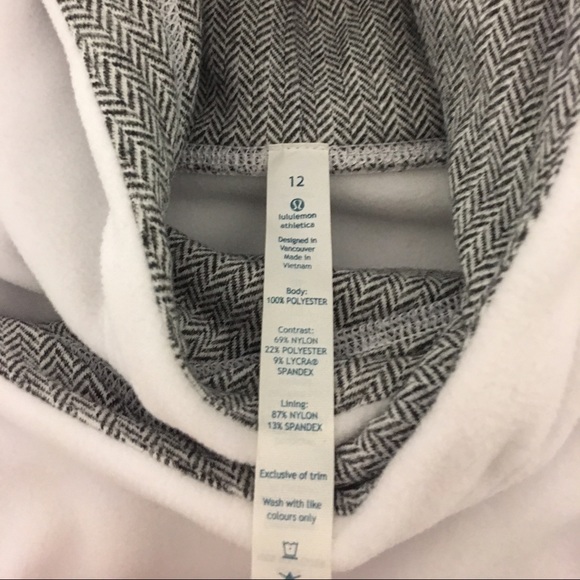 12
lululemon
athletica
Designed in
Vancouver
Made in
Vietnam
Body:
100% POLYESTER
Contrast:
69% NYLON
22% POLYESTER
9% LYCRA®
SPANDEX
Lining:
87% NYLON
13% SPANDEX
Exclusive of trim
Wash with like
colours only